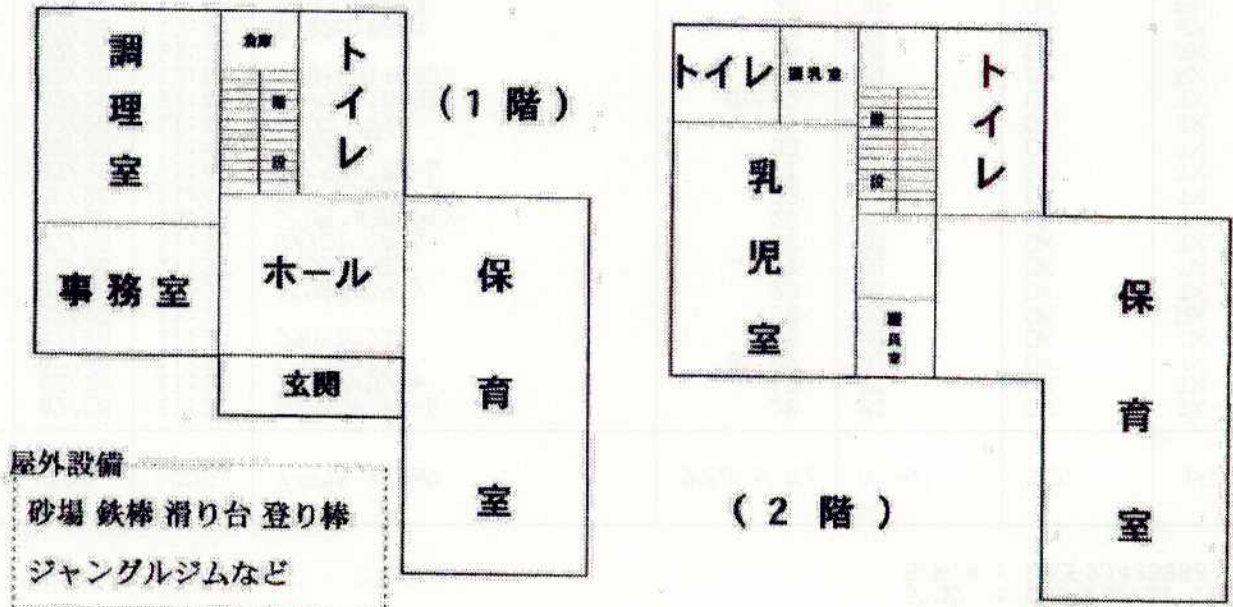 調理室
倉庫
階段
トイレ
(1階)
事務室
ホール
保育室
玄関
屋外設備
砂場 鉄棒 滑り台 登り棒
ジャングルジムなど
トイレ
調乳室
階段
トイレ
乳児室
職員室
保育室
(2階)